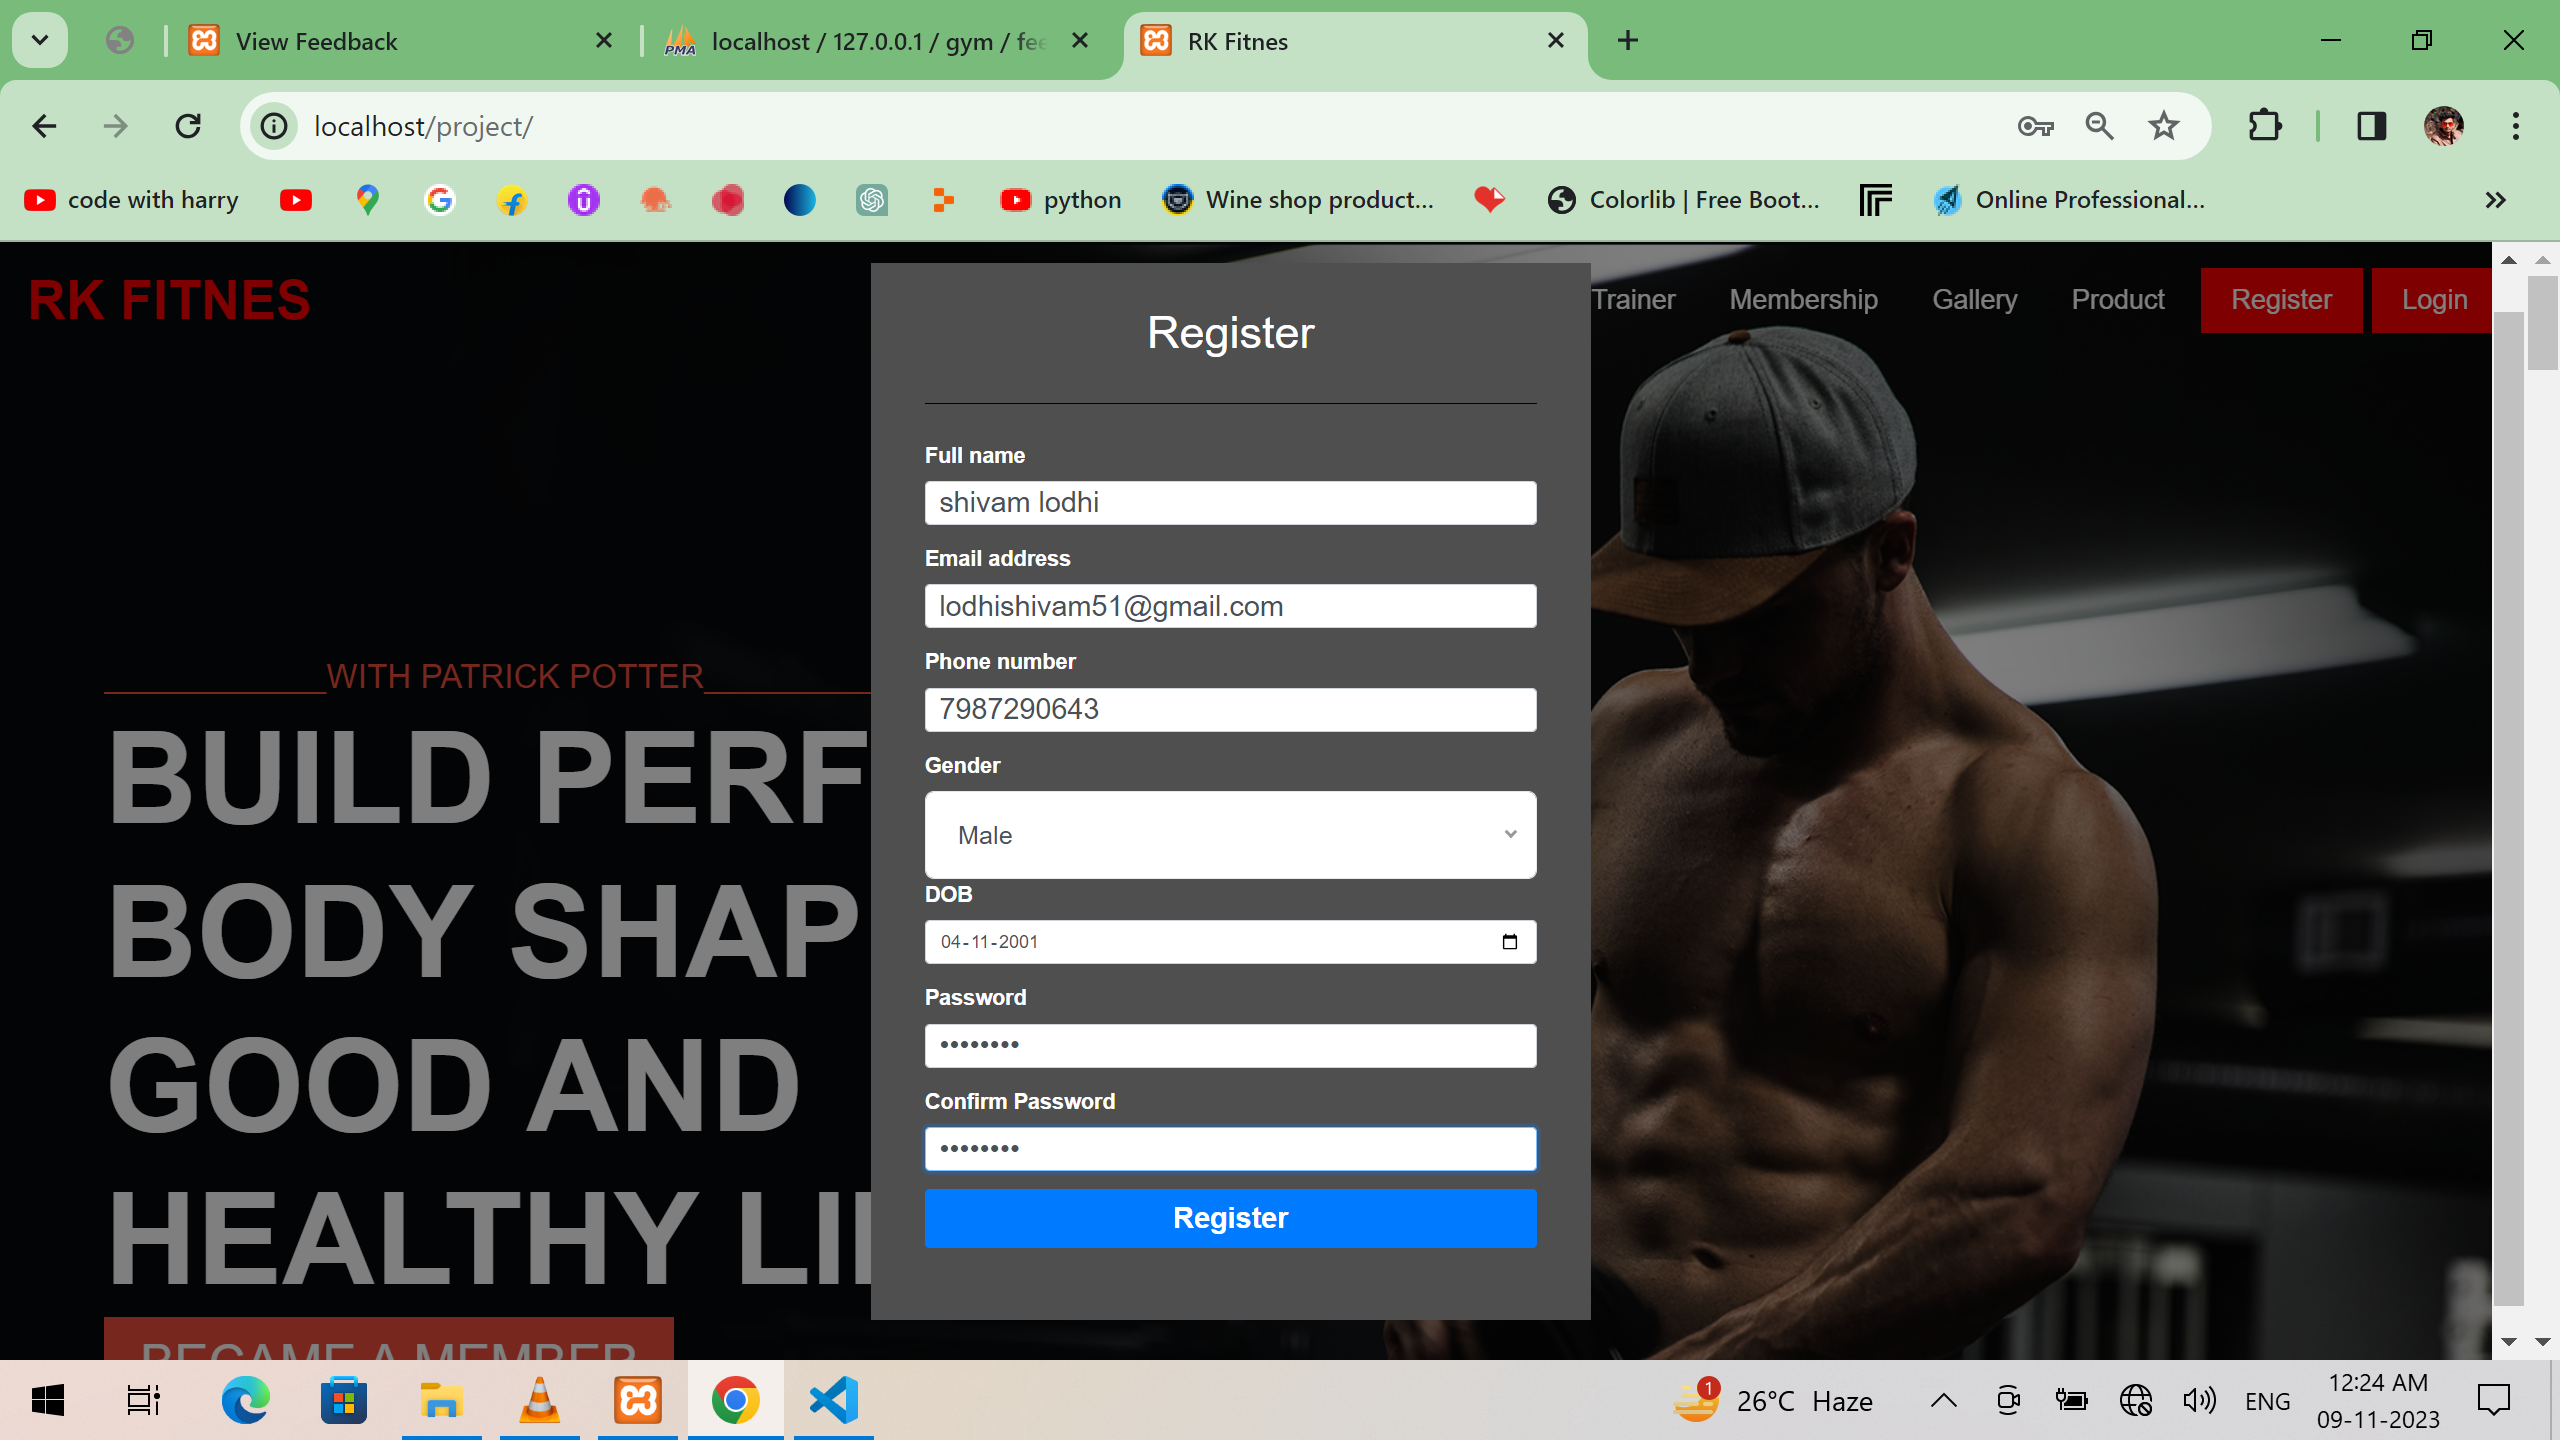 View Feedback
localhost / 127.0.0.1 / gym / fee
RK Fitnes
localhost/project/
code with harry
python
Wine shop product...
Colorlib | Free Boot...
Online Professional...
RK FITNES
Trainer
Membership
Gallery
Product
Register
Login
WITH PATRICK POTTER
BUILD PERF
BODY SHAP
GOOD AND
HEALTHY LI
BECAME A MEMBER
Register
Full name
shivam lodhi
Email address
lodhishivam51@gmail.com
Phone number
7987290643
Gender
Male
DOB
04-11-2001
Password
••••••••
Confirm Password
••••••••
Register
1
26°C Haze
ENG
12:24 AM
09-11-2023